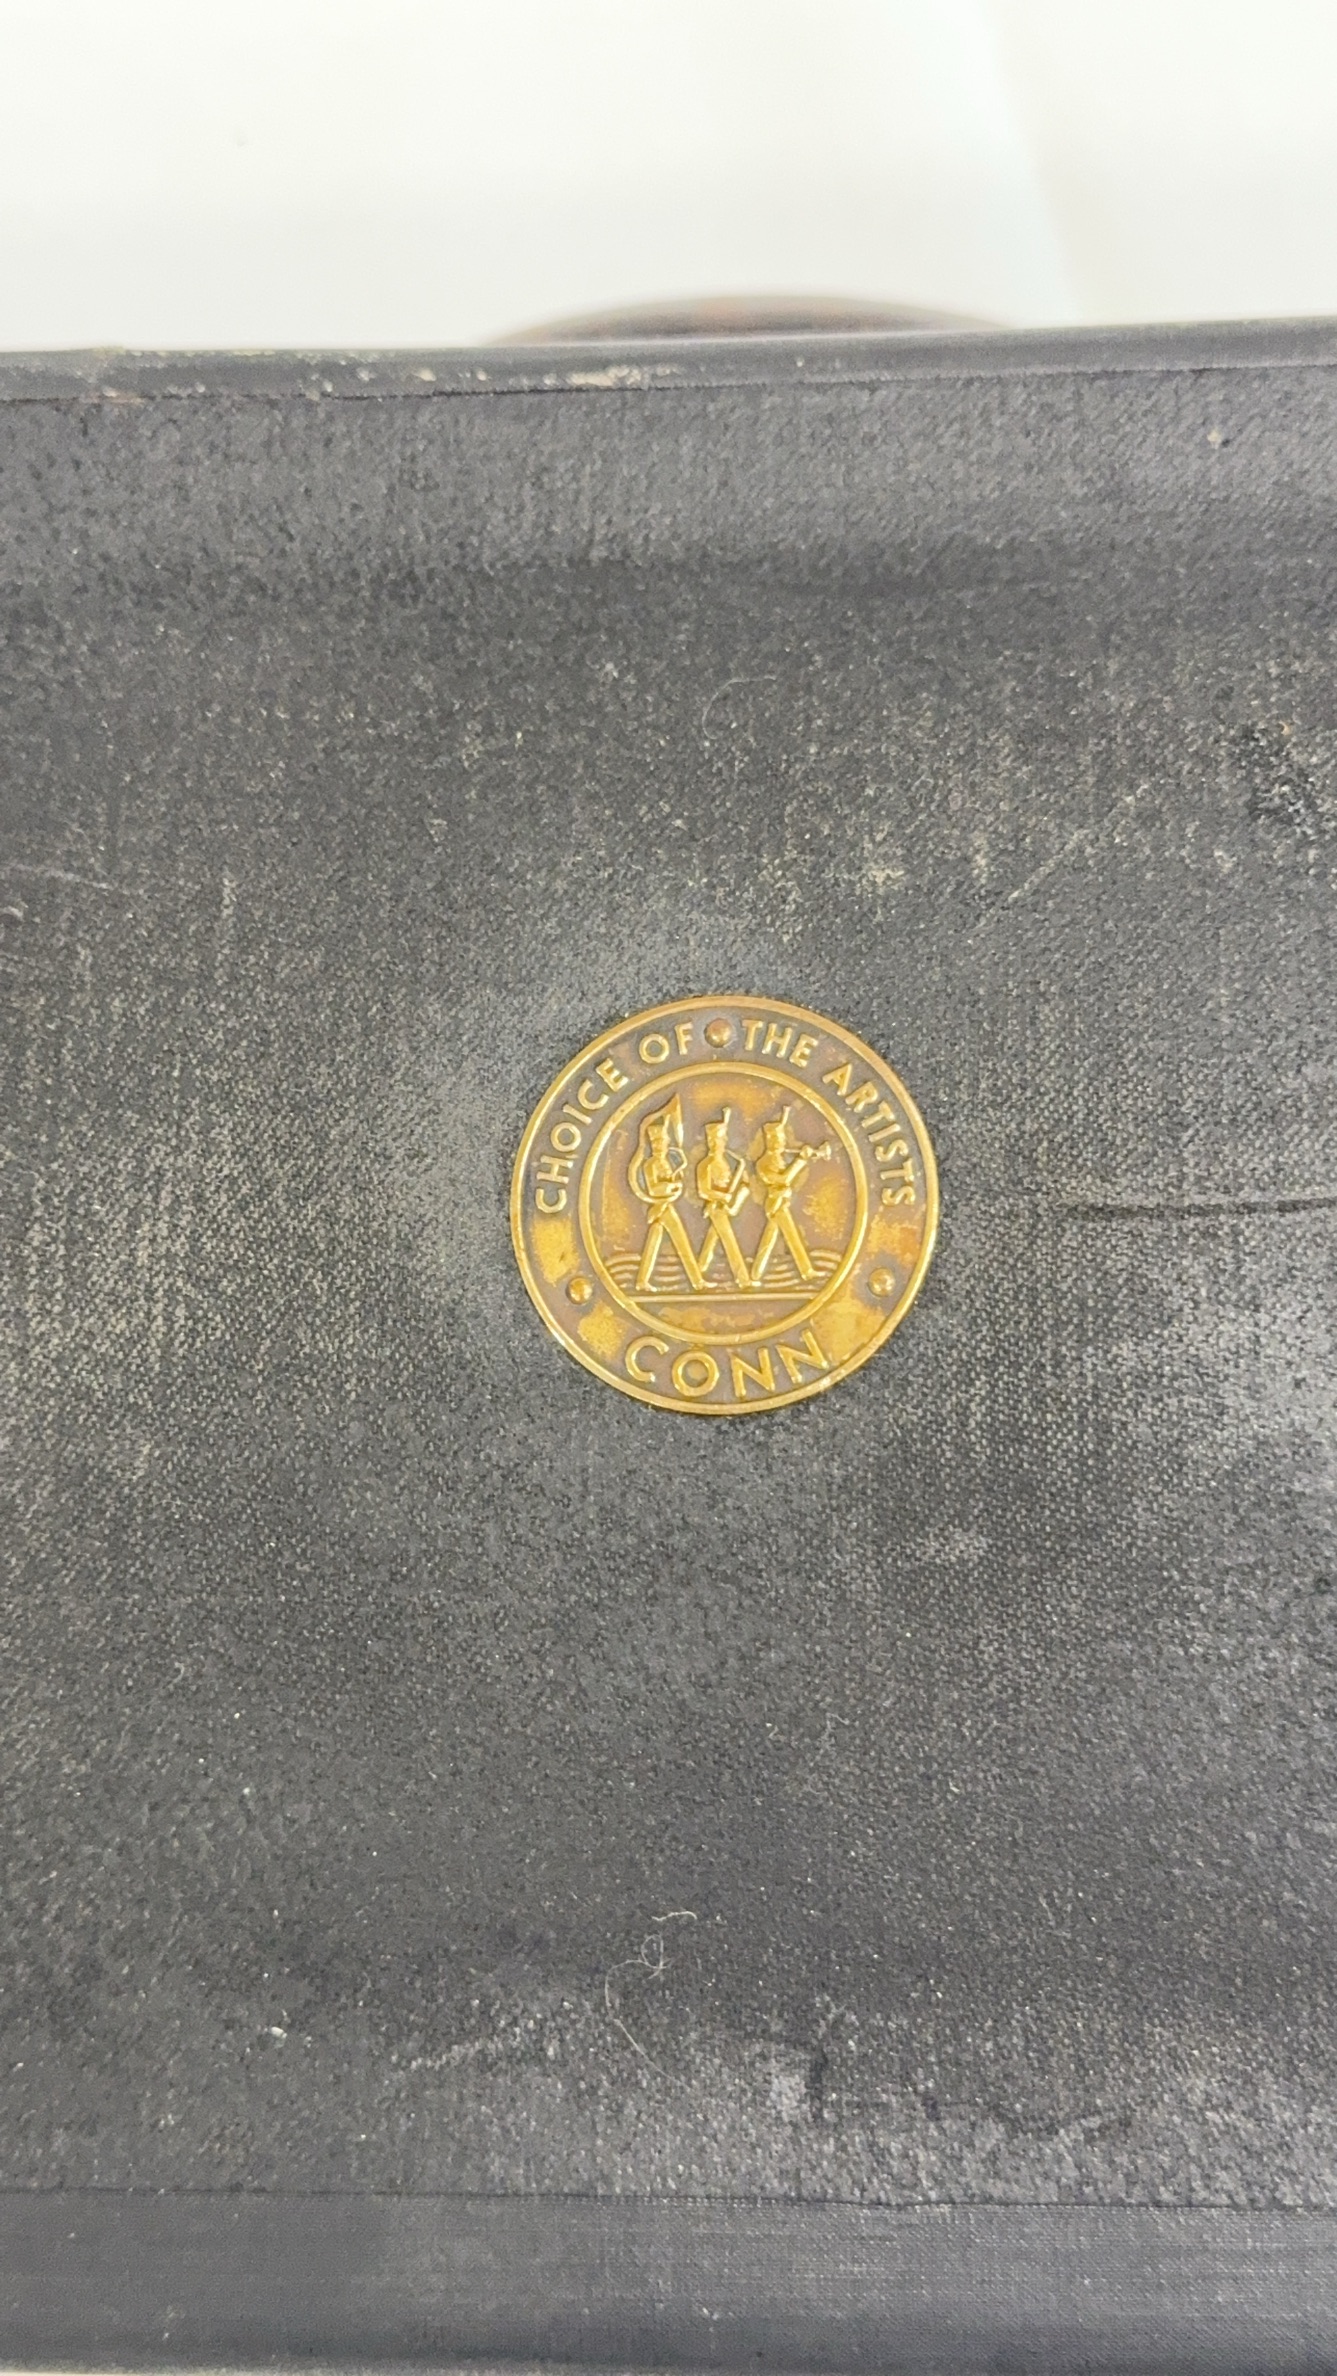 CHOICE OF • THE ARTISTS
CONN